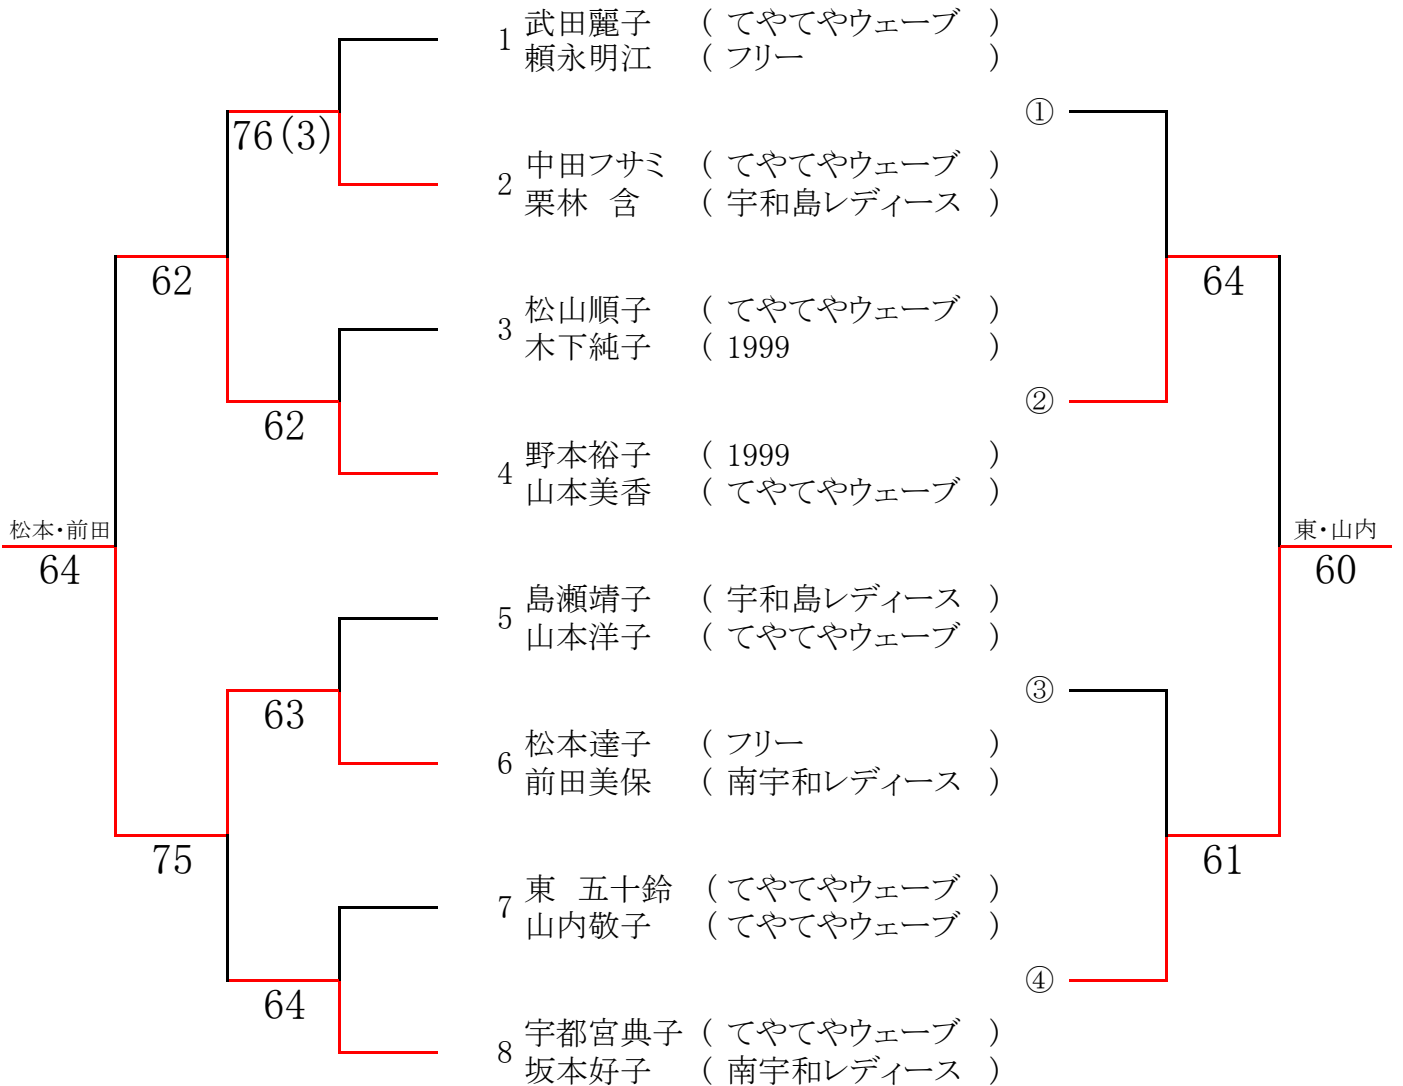 1 武田麗子 ( てやてやウェーブ )
頼永明江 ( フリー )
①
76(3)
2 中田フサミ ( てやてやウェーブ )
栗林 含 ( 宇和島レディース )
62
64
3 松山順子 ( てやてやウェーブ )
木下純子 ( 1999 )
②
62
4 野本裕子 ( 1999 )
山本美香 ( てやてやウェーブ )
松本・前田
64
東・山内
60
5 島瀬靖子 ( 宇和島レディース )
山本洋子 ( てやてやウェーブ )
③
63
6 松本達子 ( フリー )
前田美保 ( 南宇和レディース )
75
61
7 東 五十鈴 ( てやてやウェーブ )
山内敬子 ( てやてやウェーブ )
④
64
8 宇都宮典子 ( てやてやウェーブ )
坂本好子 ( 南宇和レディース )